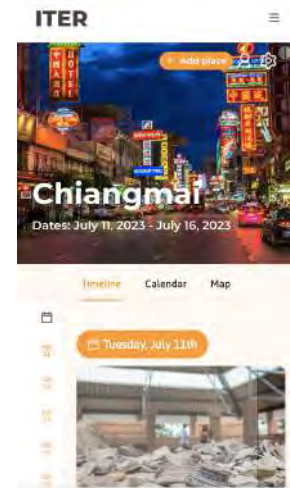 ITER
+ Add place
Chiangmai
Dates: July 11, 2023 - July 16, 2023
Timeline Calendar Map
Tuesday, July 11th